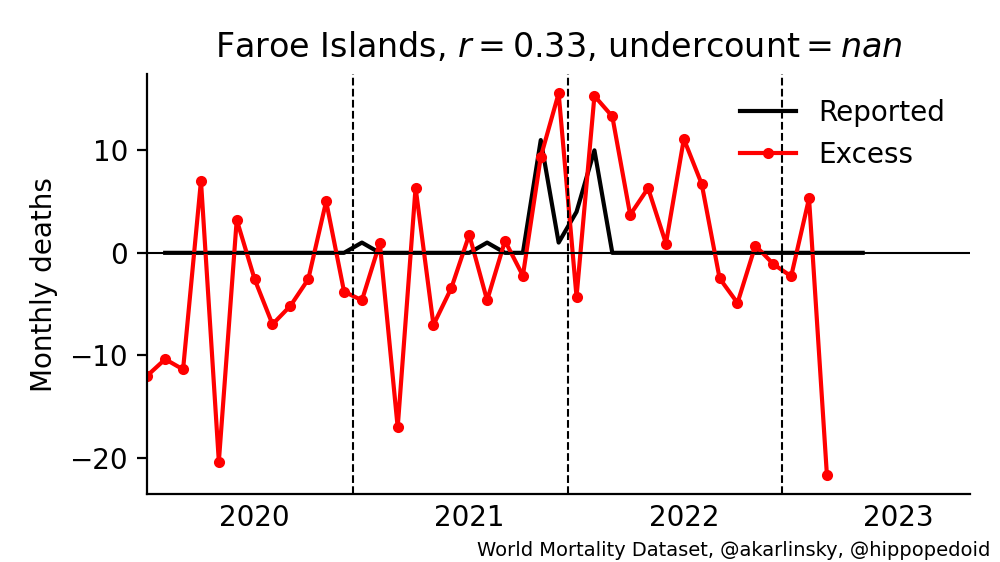 Faroe Islands, r = 0.33, undercount = nan
Reported
Excess
Monthly deaths
10
0
−10
−20
2020 2021 2022 2023
World Mortality Dataset, @akarlinsky, @hippopedoid